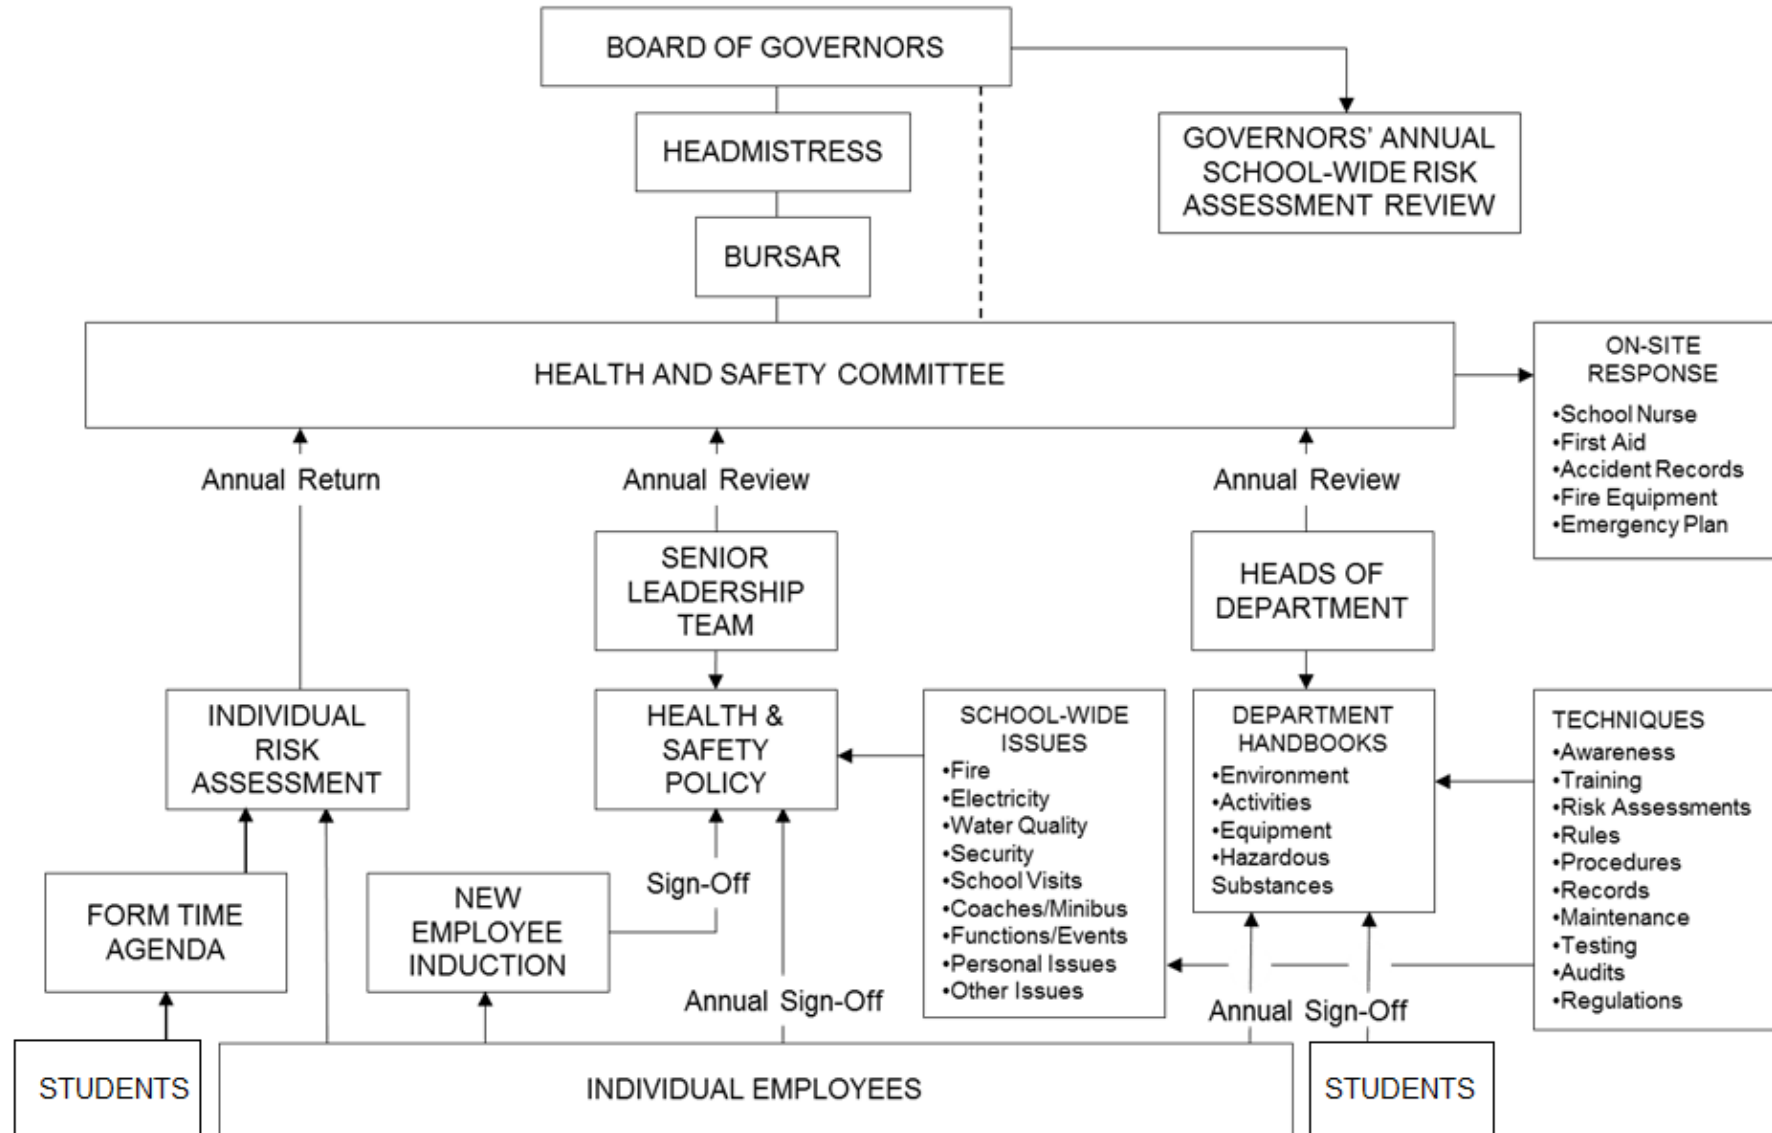 BOARD OF GOVERNORS
HEADMISTRESS
GOVERNORS’ ANNUAL
SCHOOL-WIDE RISK
ASSESSMENT REVIEW
BURSAR
HEALTH AND SAFETY COMMITTEE
ON-SITE
RESPONSE
•School Nurse
•First Aid
•Accident Records
•Fire Equipment
•Emergency Plan
Annual Return
Annual Review
Annual Review
SENIOR
LEADERSHIP
TEAM
HEADS OF
DEPARTMENT
INDIVIDUAL
RISK
ASSESSMENT
HEALTH &
SAFETY
POLICY
SCHOOL-WIDE
ISSUES
•Fire
•Electricity
•Water Quality
•Security
•School Visits
•Coaches/Minibus
•Functions/Events
•Personal Issues
•Other Issues
DEPARTMENT
HANDBOOKS
•Environment
•Activities
•Equipment
•Hazardous
Substances
TECHNIQUES
•Awareness
•Training
•Risk Assessments
•Rules
•Procedures
•Records
•Maintenance
•Testing
•Audits
•Regulations
FORM TIME
AGENDA
NEW
EMPLOYEE
INDUCTION
Sign-Off
Annual Sign-Off
Annual Sign-Off
STUDENTS
INDIVIDUAL EMPLOYEES
STUDENTS